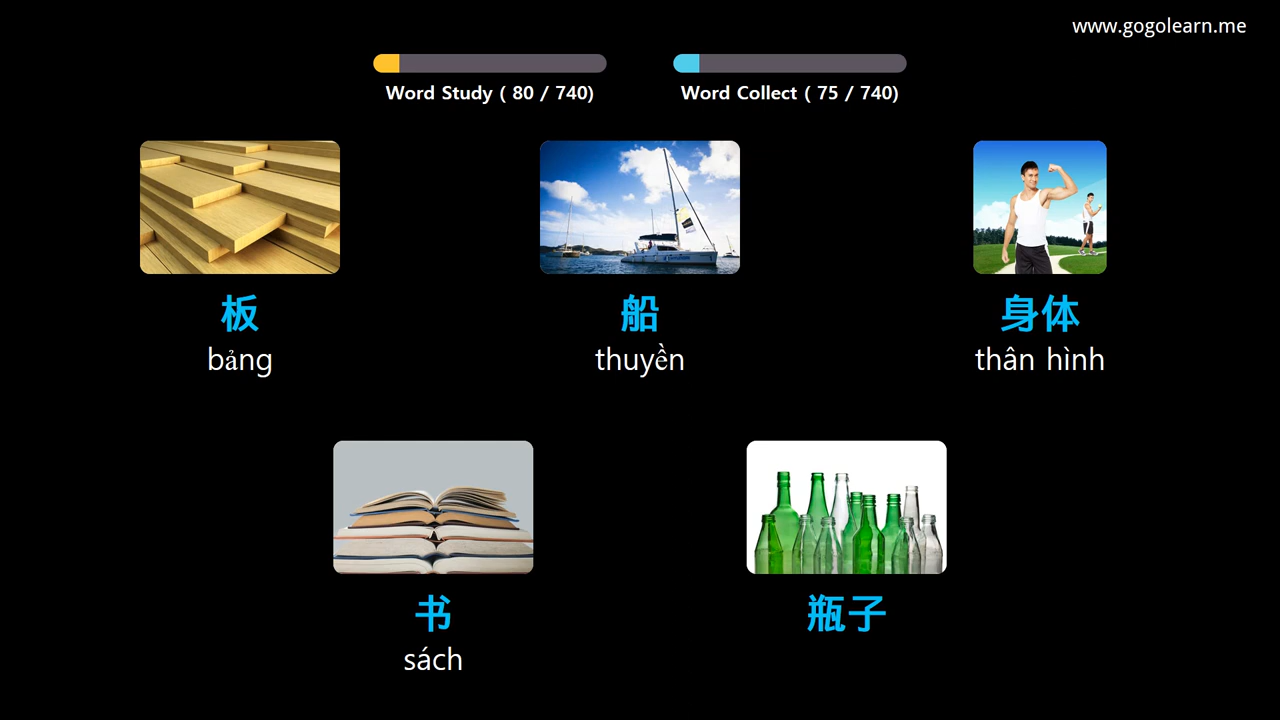 www.gogolearn.me
Word Study ( 80 / 740)
Word Collect ( 75 / 740)
板
bảng
船
thuyền
身体
thân hình
书
sách
瓶子